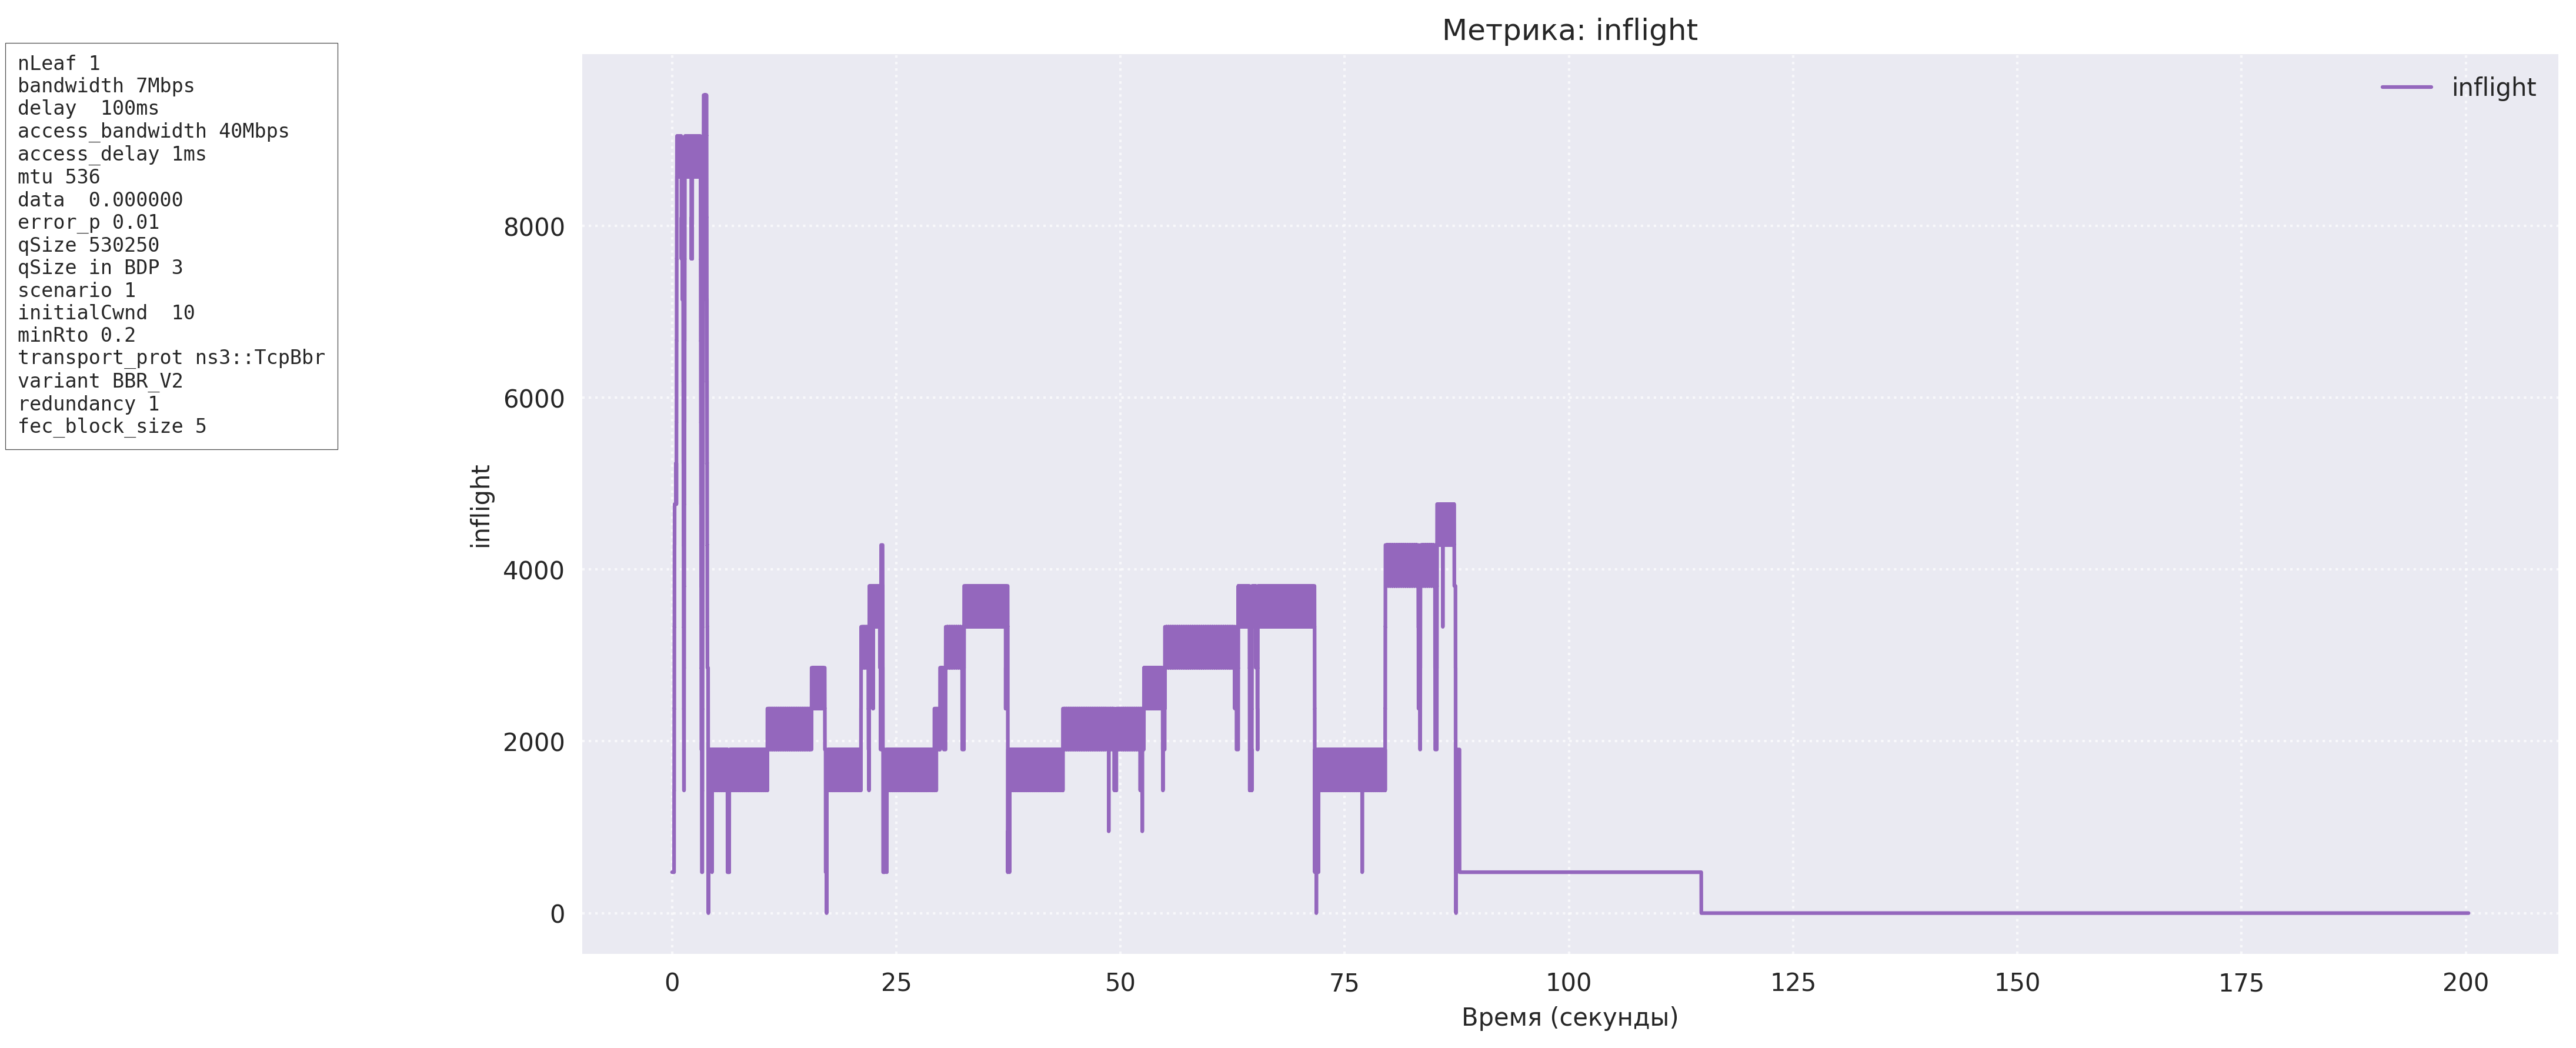 Метрика: inflight
nLeaf 1
bandwidth 7Mbps
delay  100ms
access_bandwidth 40Mbps
access_delay 1ms
mtu 536
data  0.000000
error_p 0.01
qSize 530250
qSize in BDP 3
scenario 1
initialCwnd  10
minRto 0.2
transport_prot ns3::TcpBbr
variant BBR_V2
redundancy 1
fec_block_size 5
inflight
inflight
8000
6000
4000
2000
0
0 25 50 75 100 125 150 175 200
Время (секунды)